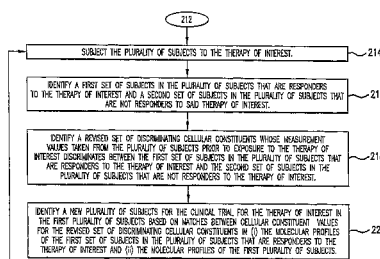 212
SUBJECT THE PLURALITY OF SUBJECTS TO THE THERAPY OF INTEREST.
214
IDENTIFY A FIRST SET OF SUBJECTS IN THE PLURALITY OF SUBJECTS THAT ARE RESPONDERS
TO THE THERAPY OF INTEREST AND A SECOND SET OF SUBJECTS IN THE PLURALITY OF SUBJECTS THAT
ARE NOT RESPONDERS TO SAID THERAPY OF INTEREST.
IDENTIFY A REVISED SET OF DISCRIMINATING CELLULAR CONSTITUENTS WHOSE MEASUREMENT
VALUES TAKEN FROM THE PLURALITY OF SUBJECTS PRIOR TO EXPOSURE TO THE THERAPY OF
INTEREST DISCRIMINATES BETWEEN THE FIRST SET OF SUBJECTS IN THE PLURALITY OF SUBJECTS THAT
ARE RESPONDERS TO THE THERAPY OF INTEREST AND THE SECOND SET OF SUBJECTS IN THE
PLURALITY OF SUBJECTS THAT ARE NOT RESPONDERS TO THE THERAPY OF INTEREST.
IDENTIFY A NEW PLURALITY OF SUBJECTS FOR THE CLINICAL TRIAL FOR THE THERAPY OF INTEREST IN
THE FIRST PLURALITY OF SUBJECTS BASED ON MATCHES BETWEEN CELLULAR CONSTITUENT VALUES
FOR THE REVISED SET OF DISCRIMINATING CELLULAR CONSTITUENTS IN (i) THE MOLECULAR PROFILES
OF THE FIRST SET OF SUBJECTS IN THE PLURALITY OF SUBJECTS THAT ARE RESPONDERS TO THE
THERAPY OF INTEREST AND (ii) THE MOLECULAR PROFILES OF THE FIRST PLURALITY OF SUBJECTS.